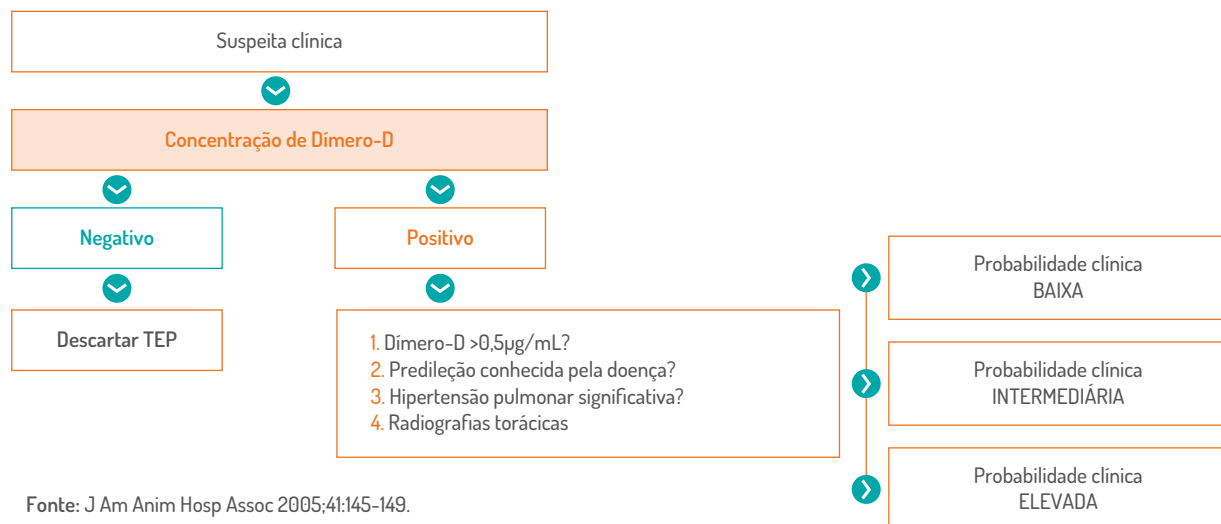 Suspeita clínica
Concentração de Dímero-D
Negativo
Positivo
Descartar TEP
1. Dímero-D >0,5µg/mL?
2. Predileção conhecida pela doença?
3. Hipertensão pulmonar significativa?
4. Radiografias torácicas
Probabilidade clínica
BAIXA
Probabilidade clínica
INTERMEDIÁRIA
Probabilidade clínica
ELEVADA
Fonte: J Am Anim Hosp Assoc 2005;41:145-149.